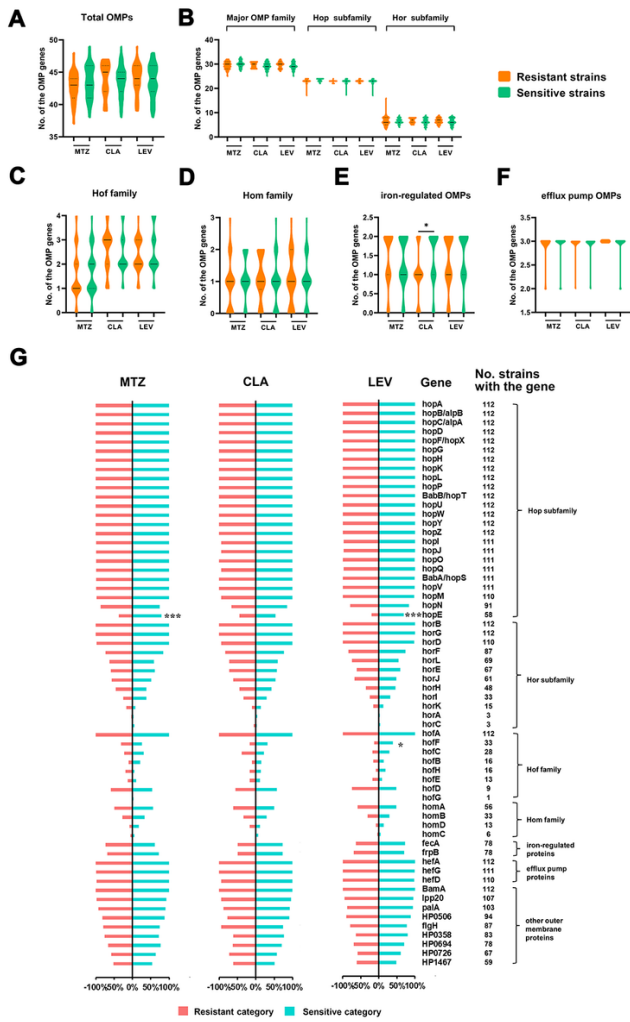 A
Total OMPs
No. of the OMP genes
50
45
40
35
MTZ CLA LEV
B
Major OMP family Hop subfamily Hor subfamily
No. of the OMP genes
40
30
20
10
0
MTZ CLA LEV MTZ CLA LEV MTZ CLA LEV
Resistant strains
Sensitive strains
C
Hof family
No. of the OMP genes
4
3
2
1
0
MTZ CLA LEV
D
Hom family
No. of the OMP genes
4
3
2
1
0
MTZ CLA LEV
E
iron-regulated OMPs
No. of the OMP genes
2.0
1.5
1.0
0.5
0.0
*
MTZ CLA LEV
F
efflux pump OMPs
No. of the OMP genes
3.5
3.0
2.5
2.0
1.5
MTZ CLA LEV
G
MTZ CLA LEV Gene No. strains with the gene
hopA 112
hopB/alpB 112
hopC/alpA 112
hopD 112
hopF/hopX 112
hopG 112
hopH 112
hopK 112
hopL 112
hopP 112
BabB/hopT 112
hopU 112
hopW 112
hopY 112
hopZ 112
hopI 111
hopJ 111
hopO 111
hopQ 111
BabA/hopS 111
hopV 111
hopM 110
hopN 91
*** *** hopE 58
Hop subfamily
horB 112
horG 112
horD 110
horF 87
horL 69
horE 67
horJ 61
horH 48
horI 33
horK 15
horA 3
horC 3
Hor subfamily
hofA 112
* hofF 33
hofC 28
hofB 16
hofH 16
hofE 13
hofD 9
hofG 1
Hof family
homA 56
homB 33
homD 13
homC 6
Hom family
fecA 78
frpB 78
iron-regulated proteins
hefA 112
hefG 111
hefD 110
efflux pump proteins
BamA 112
lpp20 107
palA 103
HP0506 94
flgH 87
HP0358 83
HP0694 78
HP0726 67
HP1467 59
other outer membrane proteins
-100% 0% 50%100% -100% 0% 50%100% -100% 0% 50%100%
Resistant category Sensitive category